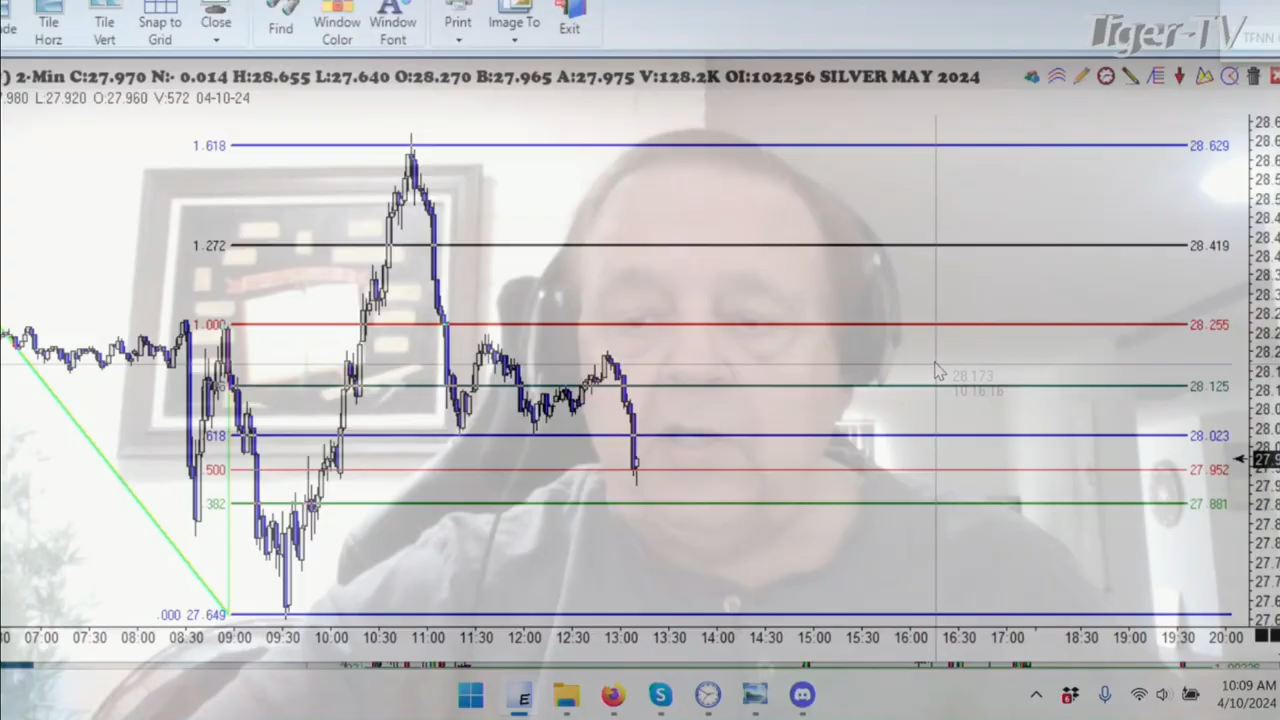 Tile Horz
Tile Vert
Snap to Grid
Close
Find
Window Color
Window Font
Print
Image To
Exit
Tiger-TV
TFNN
) 2-Min C:27.970 N:- 0.014 H:28.655 L:27.640 O:28.270 B:27.965 A:27.975 V:128.2K OI:102256 SILVER MAY 2024
7.980 L:27.920 O:27.960 V:572 04-10-24
1.618 28.629
1.272 28.419
1.000 28.255
28.173
10 16:16
28.125
618 28.023
.500 27.952
382 27.881
.000 27.649
07:00 07:30 08:00 08:30 09:00 09:30 10:00 10:30 11:00 11:30 12:00 12:30 13:00 13:30 14:00 14:30 15:00 15:30 16:00 16:30 17:00 18:30 19:00 19:30 20:00
10:09 AM
4/10/2024